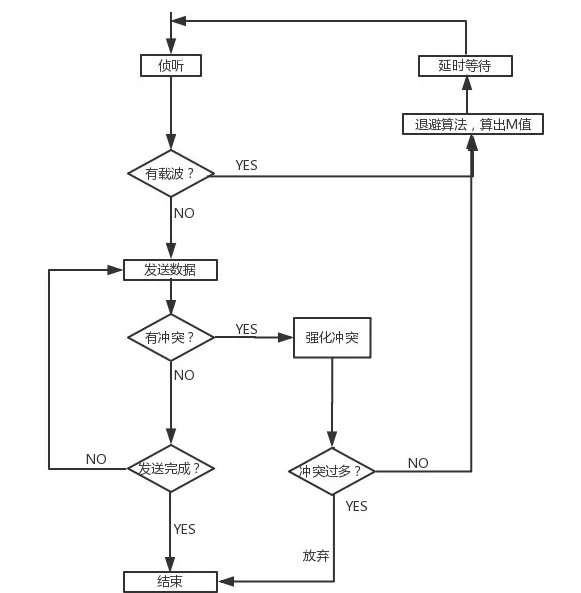 侦听
延时等待
退避算法，算出M值
有载波？
YES
NO
发送数据
有冲突？
YES
强化冲突
NO
发送完成？
NO
冲突过多？
NO
YES
YES
放弃
结束